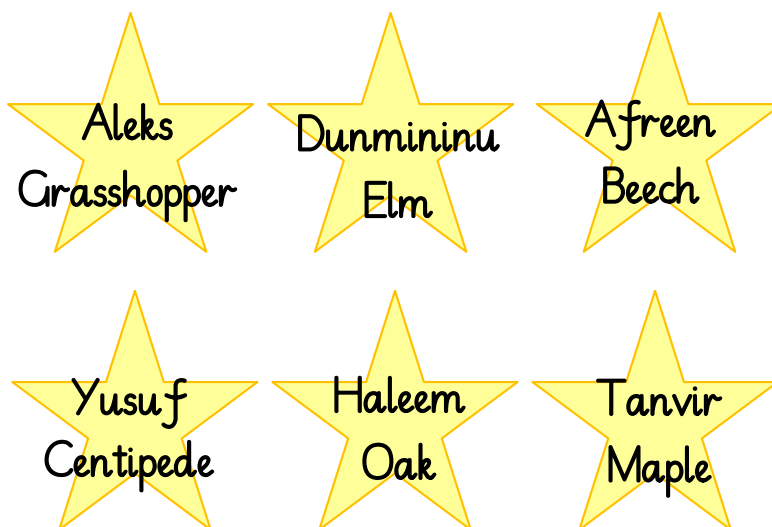 Aleks
Grasshopper
Dunmininu
Elm
Afreen
Beech
Yusuf
Centipede
Haleem
Oak
Tanvir
Maple